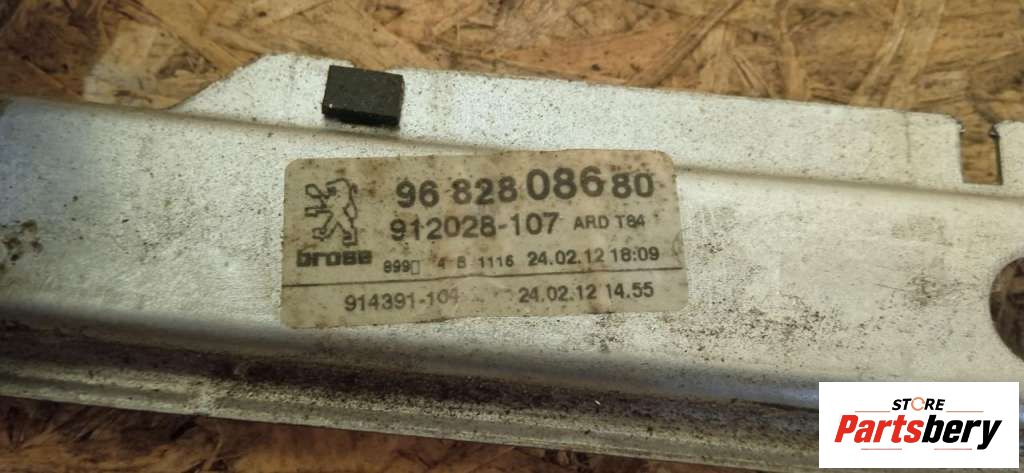 96 828 086 80
912028-107 ARD T84
brose
4 B 1116 24.02.12 18:09
24.02.12 14.55
STORE
Partsbery